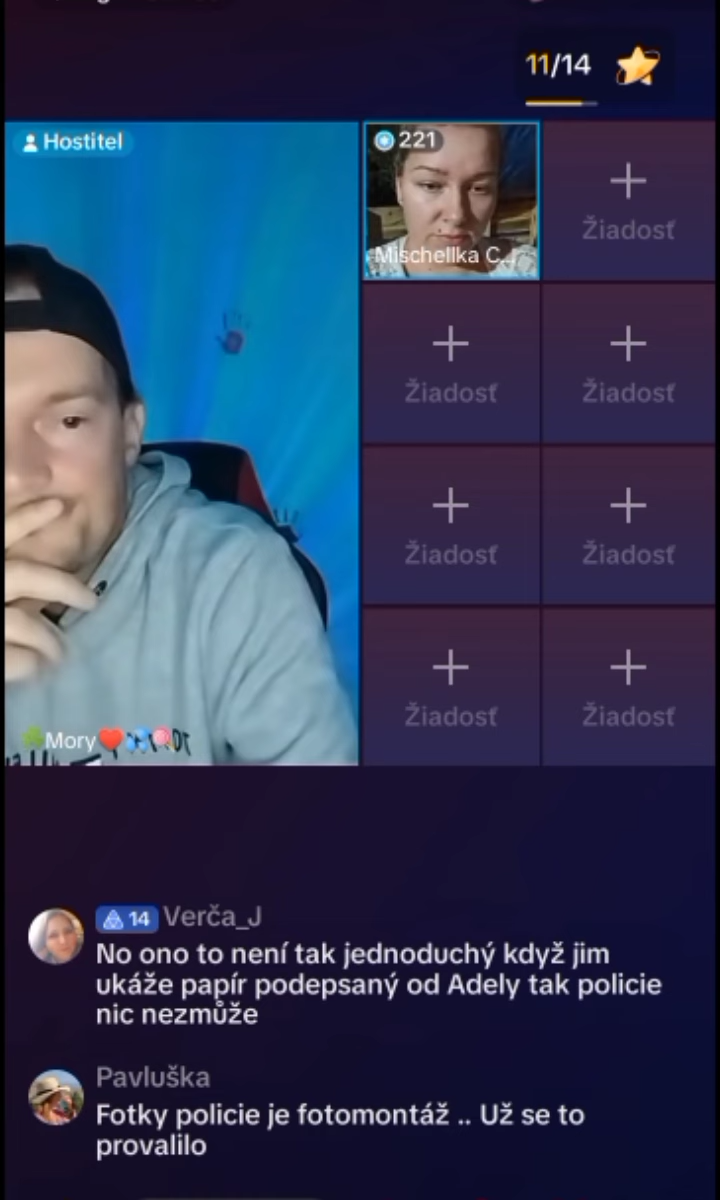 11/14
Hostitel
221
Mischellka C...
Žiadosť
Žiadosť
Žiadosť
Žiadosť
Žiadosť
Žiadosť
Žiadosť
🍀Mory❤️
14 Verča_J
No ono to není tak jednoduchý když jim
ukáže papír podepsaný od Adely tak policie
nic nezmůže
Pavluška
Fotky policie je fotomontáž .. Už se to
provalilo